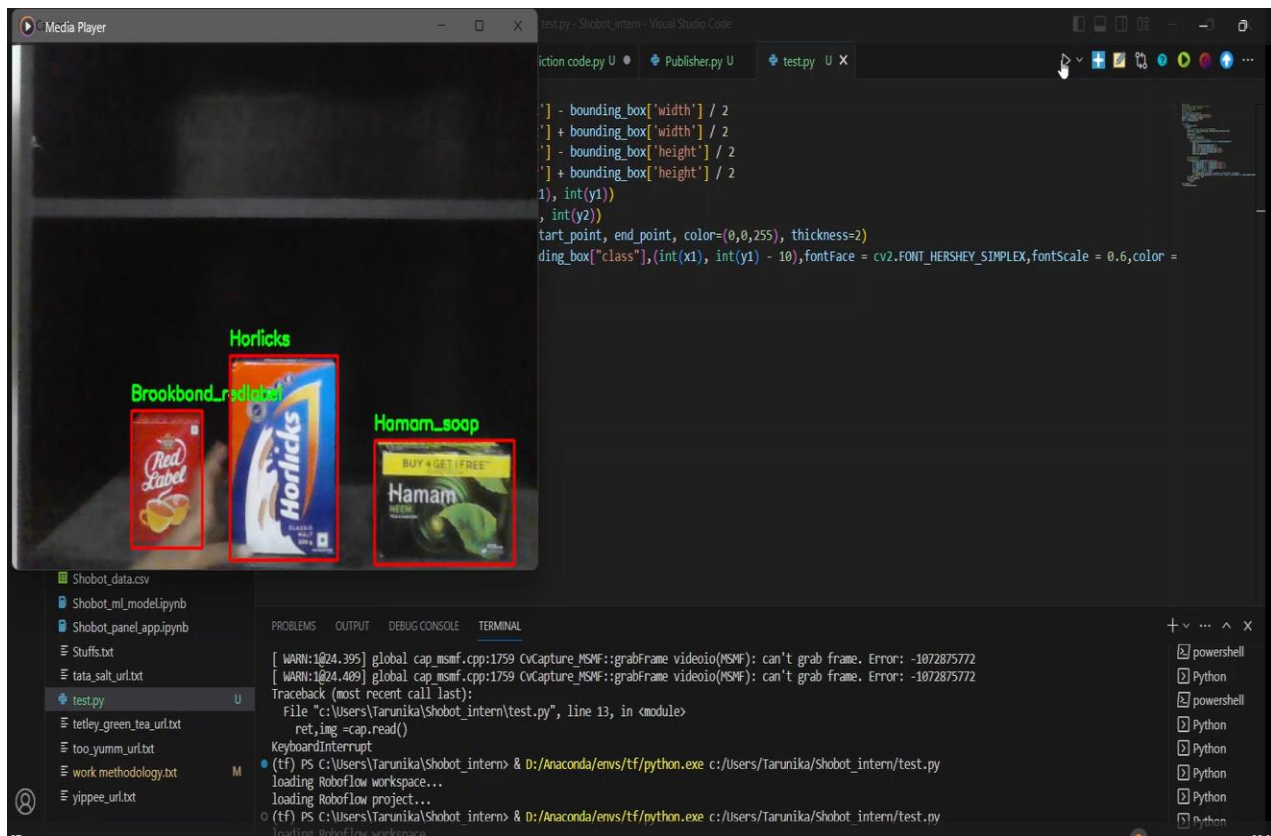 Media Player
test.py - Shobot_intern - Visual Studio Code
iction code.py U
Publisher.py U
test.py U X
'] - bounding_box['width'] / 2
'] + bounding_box['width'] / 2
'] - bounding_box['height'] / 2
'] + bounding_box['height'] / 2
1), int(y1))
, int(y2))
tart_point, end_point, color=(0,0,255), thickness=2)
ding_box["class"],(int(x1), int(y1) - 10),fontFace = cv2.FONT_HERSHEY_SIMPLEX,fontScale = 0.6,color =
Horlicks
Brookbond_redlabel
Hamam_soap
Red
Label
Horlicks
CLASSIC
MALT
BUY 4 GET 1 FREE
Hamam
NEEM
Shobot_data.csv
Shobot_ml_model.ipynb
Shobot_panel_app.ipynb
Stuffs.txt
tata_salt_url.txt
test.py U
tetley_green_tea_url.txt
too_yumm_url.txt
work methodology.txt M
yippee_url.txt
PROBLEMS OUTPUT DEBUG CONSOLE TERMINAL
[ WARN:1@24.395] global cap_msmf.cpp:1759 CvCapture_MSMF::grabFrame videoio(MSMF): can't grab frame. Error: -1072875772
[ WARN:1@24.409] global cap_msmf.cpp:1759 CvCapture_MSMF::grabFrame videoio(MSMF): can't grab frame. Error: -1072875772
Traceback (most recent call last):
File "c:\Users\Tarunika\Shobot_intern\test.py", line 13, in <module>
ret,img =cap.read()
KeyboardInterrupt
(tf) PS C:\Users\Tarunika\Shobot_intern> & D:/Anaconda/envs/tf/python.exe c:/Users/Tarunika/Shobot_intern/test.py
loading Roboflow workspace...
loading Roboflow project...
(tf) PS C:\Users\Tarunika\Shobot_intern> & D:/Anaconda/envs/tf/python.exe c:/Users/Tarunika/Shobot_intern/test.py
loading Roboflow workspace
powershell
Python
powershell
Python
Python
Python
Python
Python